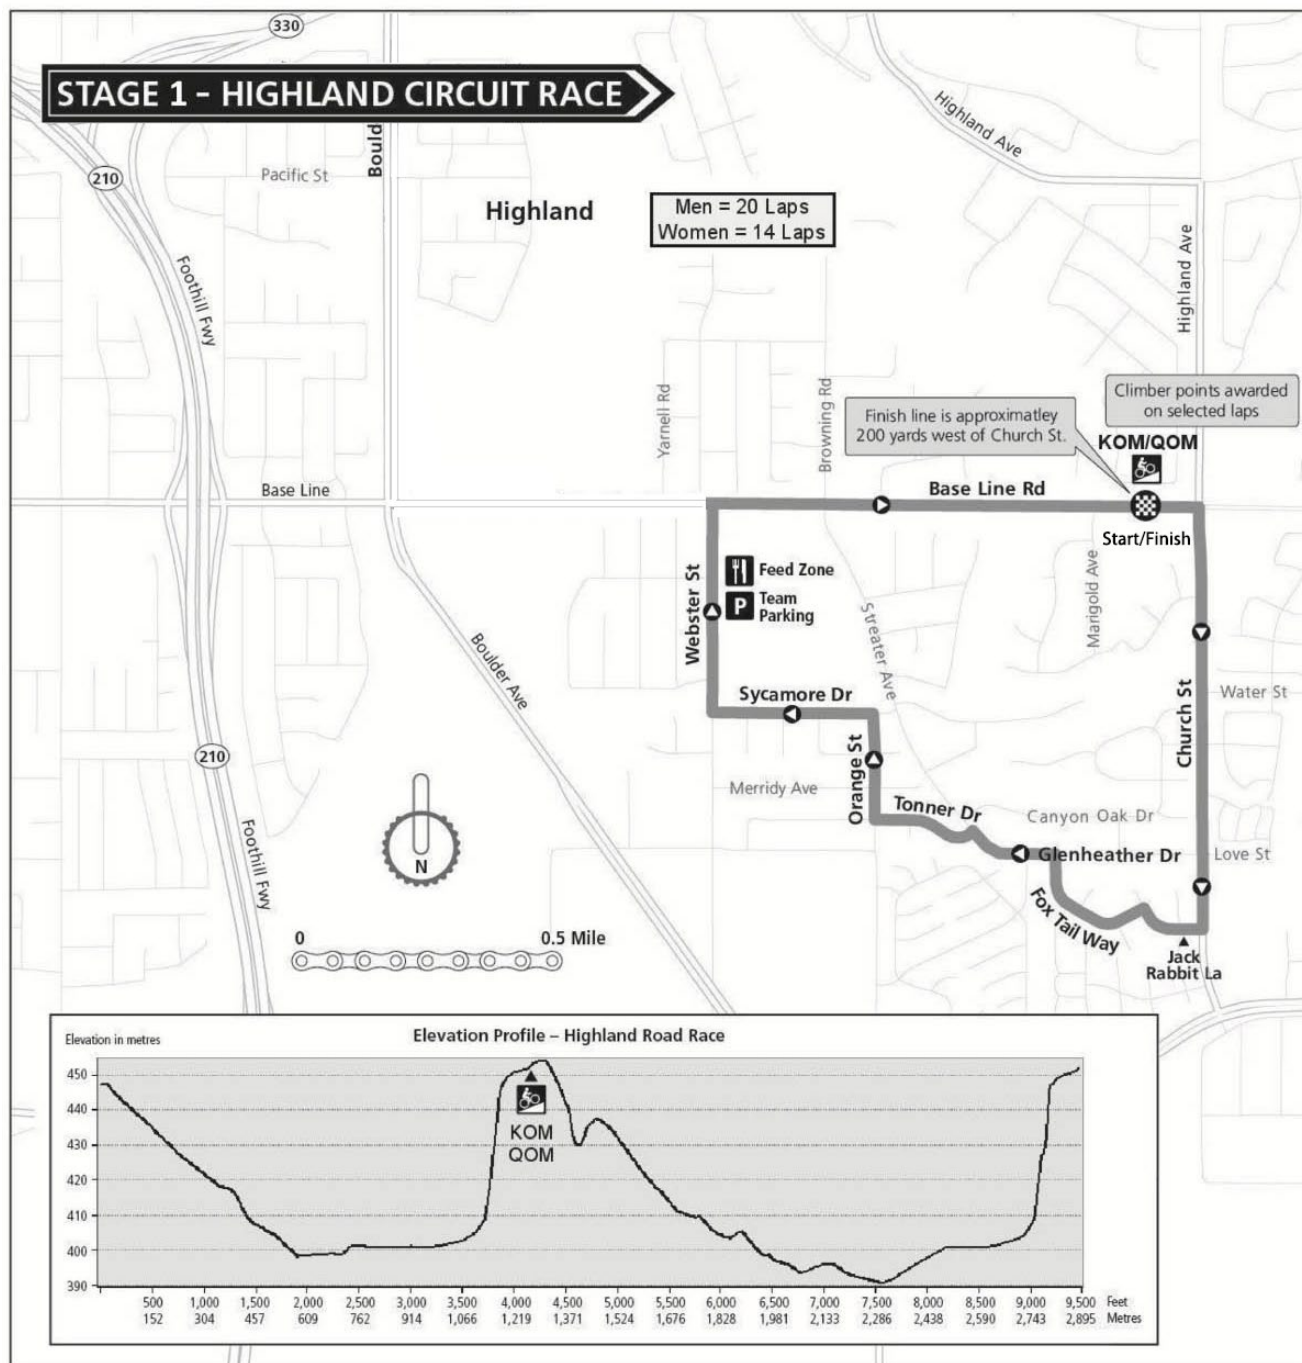 330
STAGE 1 - HIGHLAND CIRCUIT RACE
Bould
Highland Ave
210
Pacific St
Highland
Men = 20 Laps
Women = 14 Laps
Foothill Fwy
Highland Ave
Yarnell Rd
Browning Rd
Climber points awarded
on selected laps
Finish line is approximatley
200 yards west of Church St.
KOM/QOM
Base Line
Base Line Rd
Start/Finish
Feed Zone
P
Team
Parking
Webster St
Streater Ave
Marigold Ave
Boulder Ave
Sycamore Dr
Church St
Water St
210
Orange St
Merridy Ave
Tonner Dr
Canyon Oak Dr
Glenheather Dr
Love St
Foothill Fwy
N
Fox Tail Way
0
0.5 Mile
Jack
Rabbit La
Elevation Profile – Highland Road Race
Elevation in metres
450
440
430
420
410
400
390
KOM
QOM
500 1,000 1,500 2,000 2,500 3,000 3,500 4,000 4,500 5,000 5,500 6,000 6,500 7,000 7,500 8,000 8,500 9,000 9,500 Feet
152 304 457 609 762 914 1,066 1,219 1,371 1,524 1,676 1,828 1,981 2,133 2,286 2,438 2,590 2,743 2,895 Metres